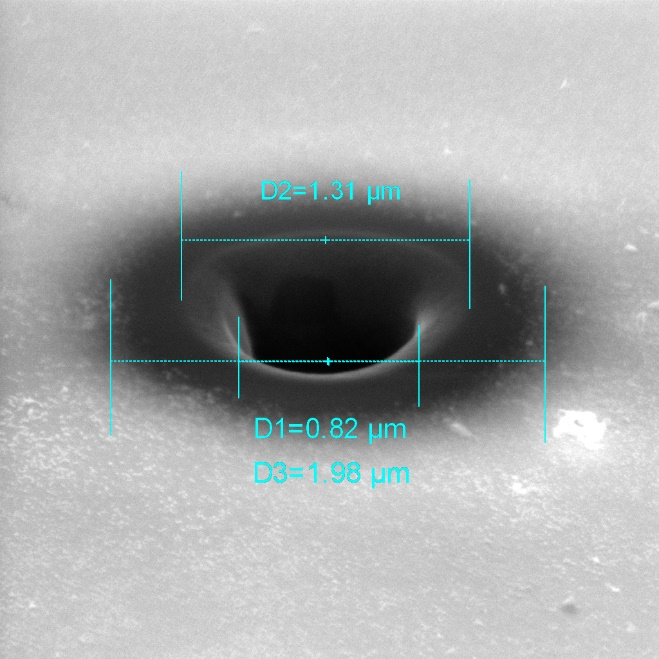 D2=1.31 µm
D1=0.82 µm
D3=1.98 µm